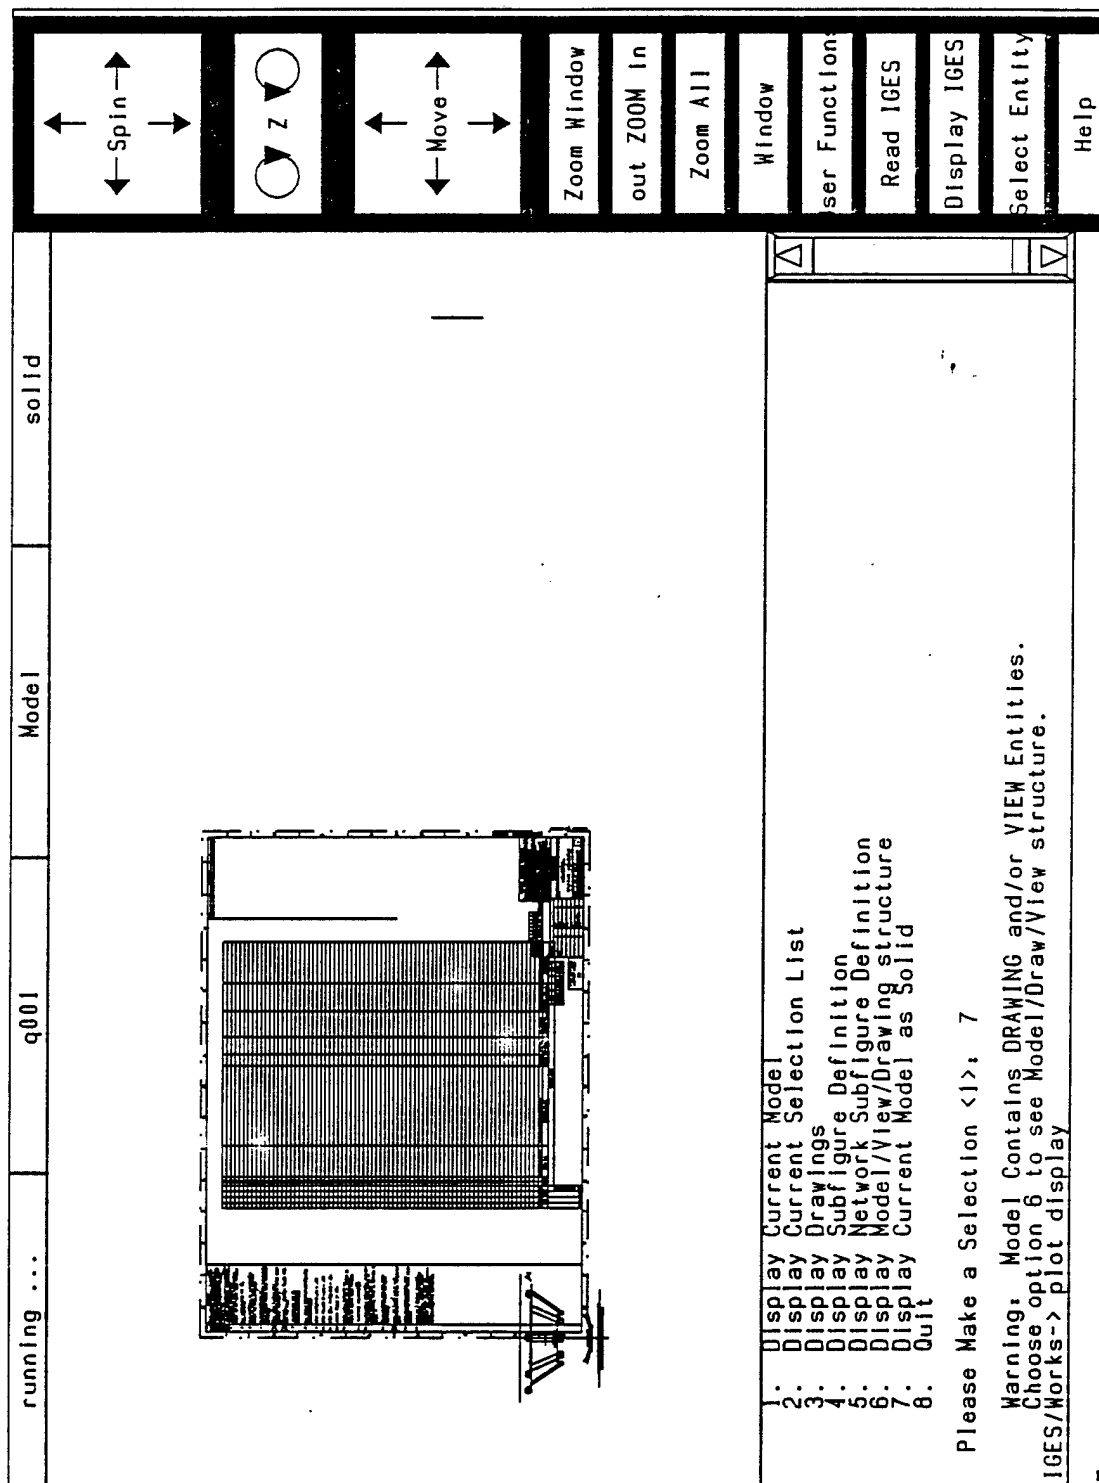 running ...
q001
Model
solid
Spin
Z
Move
Zoom Window
out ZOOM in
Zoom All
Window
ser Function
Read IGES
Display IGES
Select Entity
Help
1. Display Current Model
2. Display Current Selection List
3. Display Drawings
4. Display Subfigure Definition
5. Display Network Subfigure Definition
6. Display Model/View/Drawing structure
7. Display Current Model as Solid
8. Quit
Please Make a Selection <1>: 7
Warning: Model Contains DRAWING and/or VIEW Entities.
Choose option 6 to see Model/Draw/View structure.
IGES/Works-> plot display